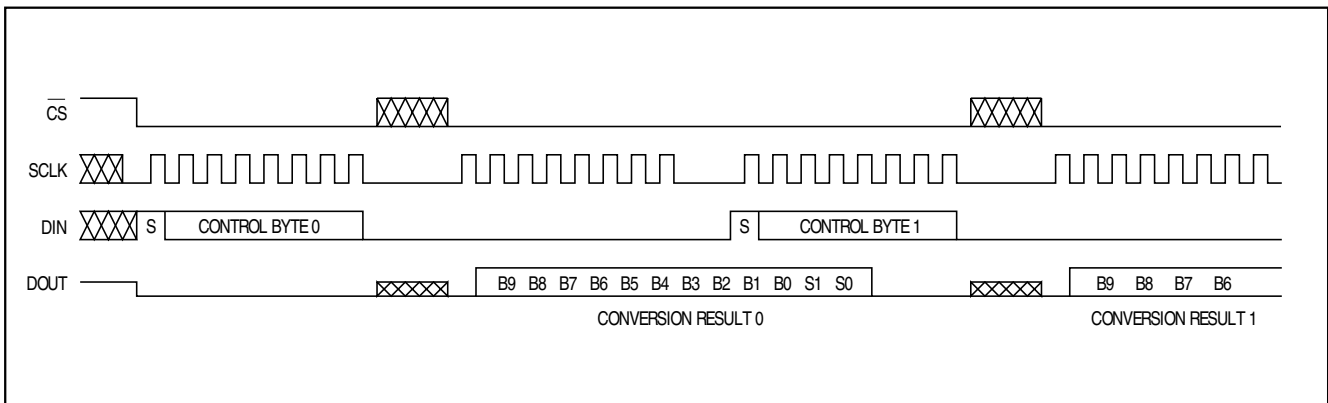 CS
SCLK
DIN S CONTROL BYTE 0 S CONTROL BYTE 1
DOUT B9 B8 B7 B6 B5 B4 B3 B2 B1 B0 S1 S0 B9 B8 B7 B6
CONVERSION RESULT 0 CONVERSION RESULT 1